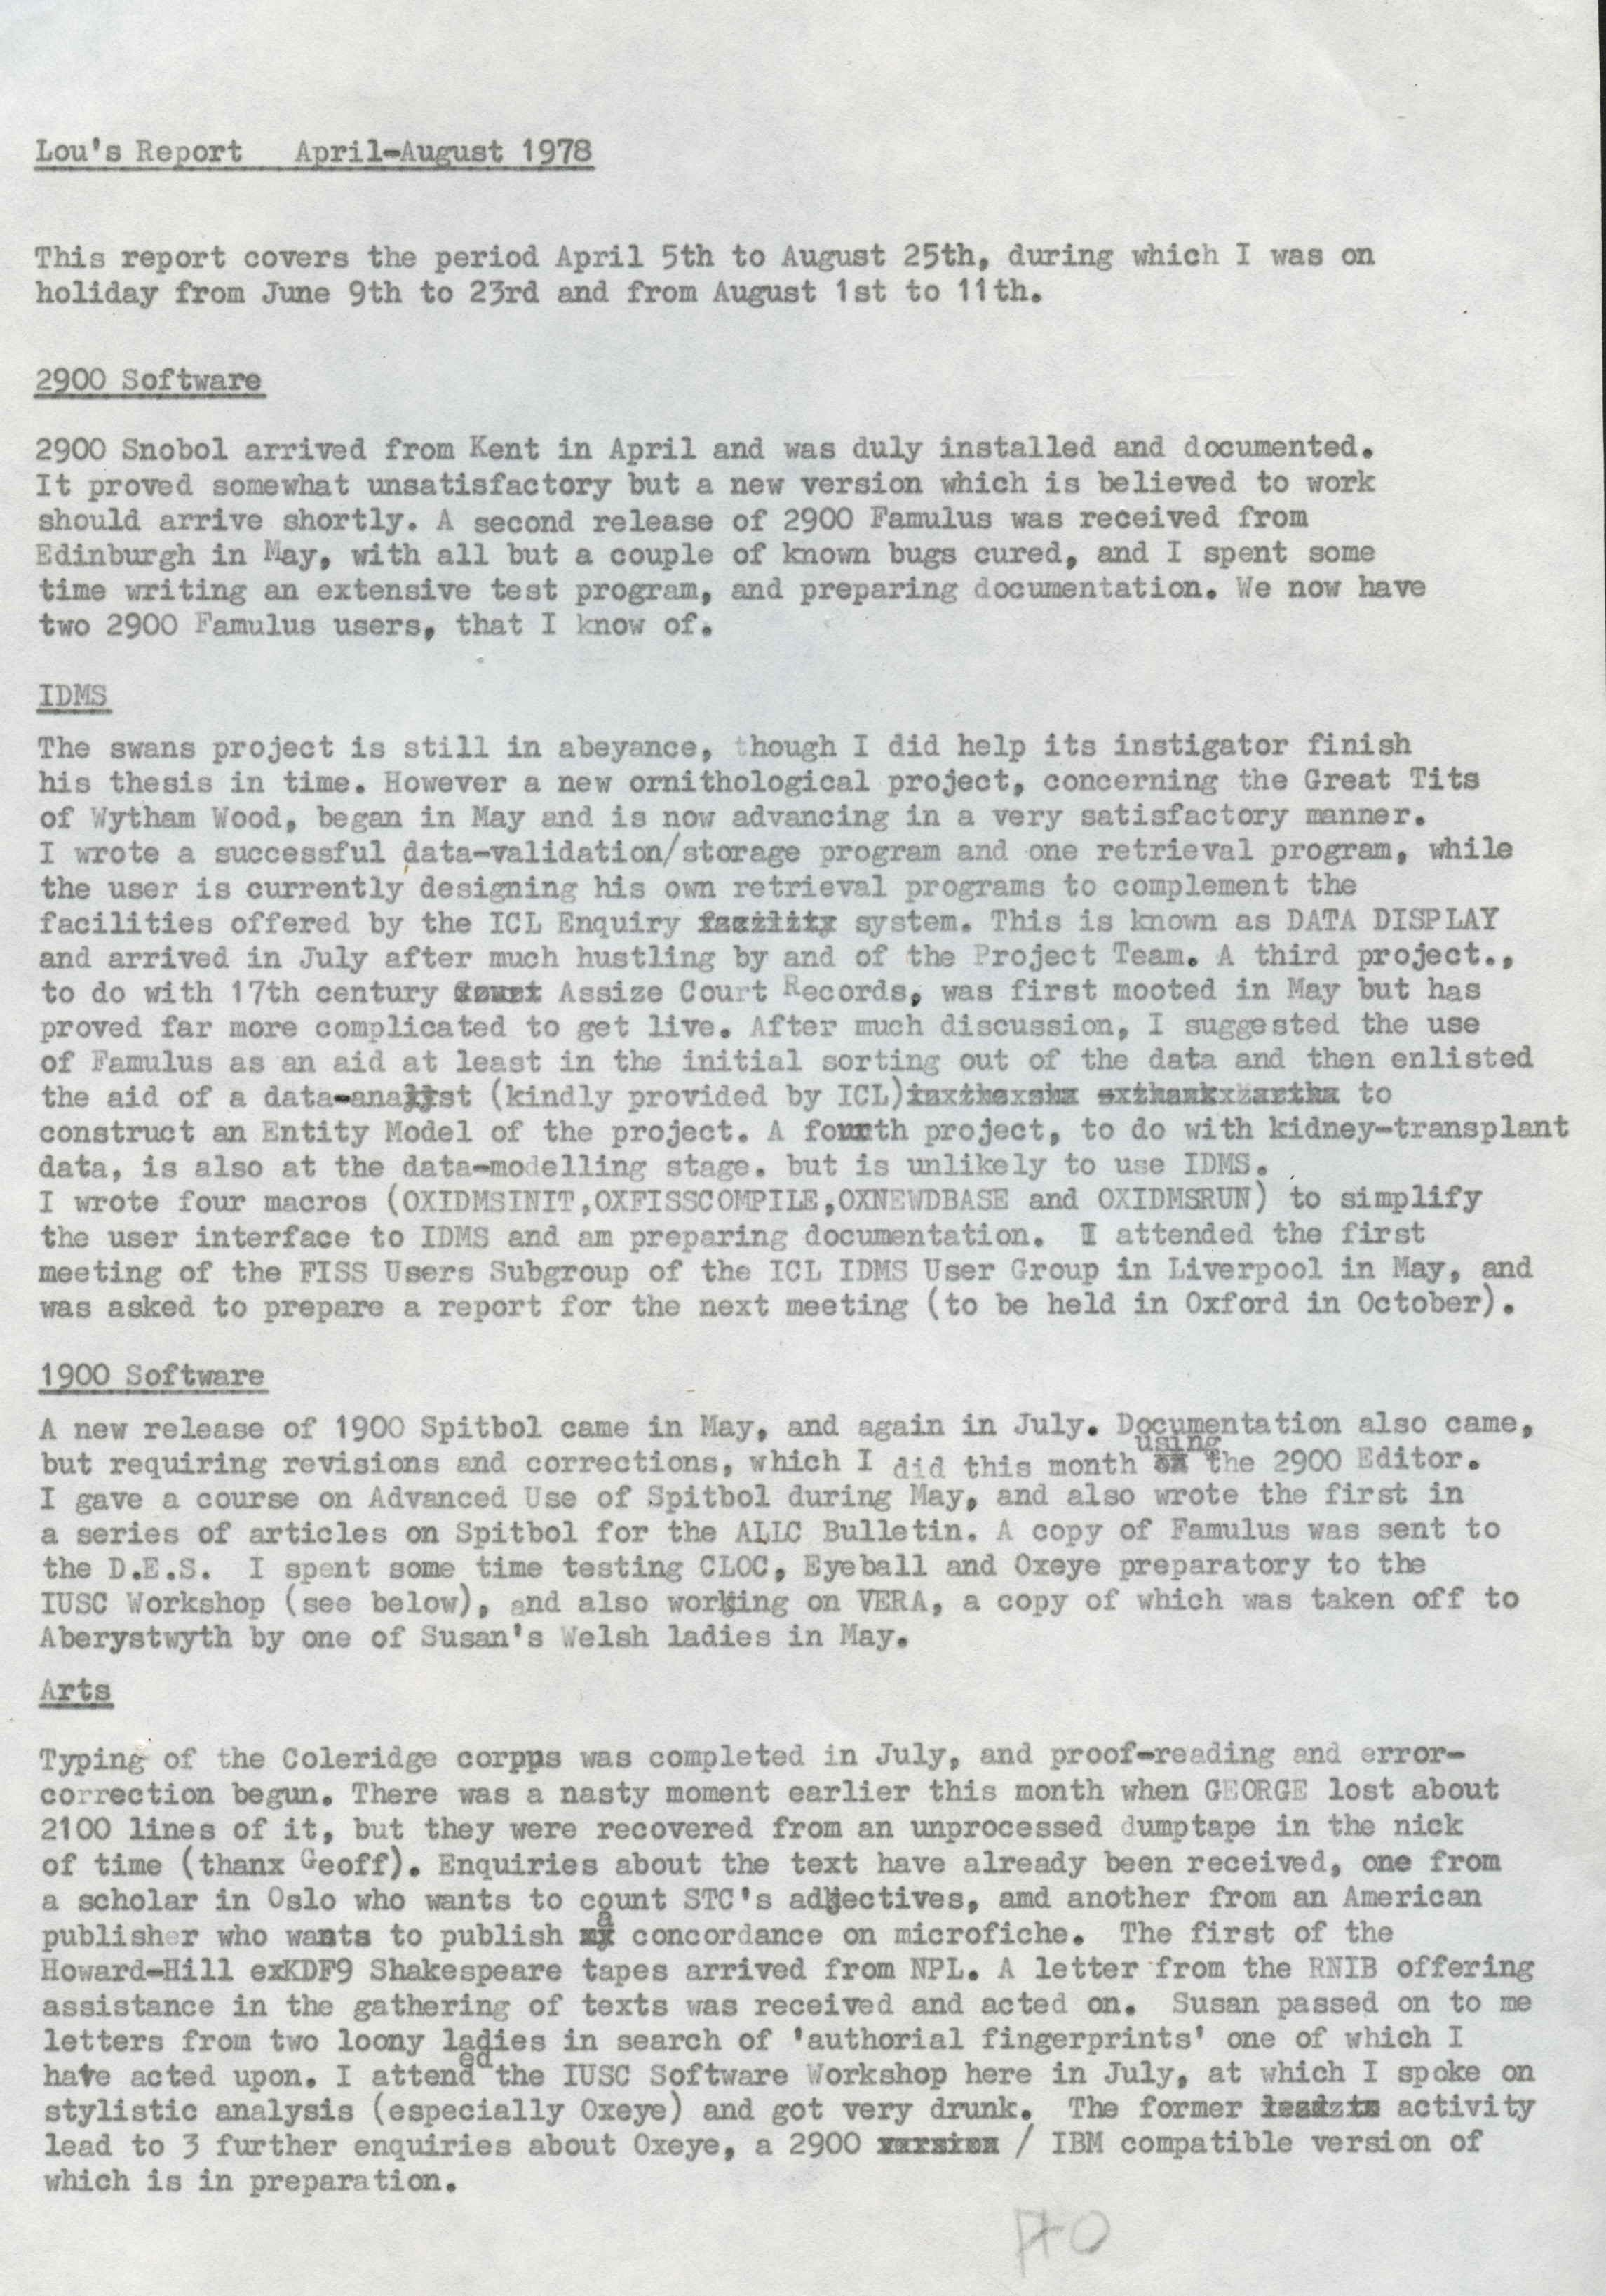 Lou's Report   April-August 1978
This report covers the period April 5th to August 25th, during which I was on
holiday from June 9th to 23rd and from August 1st to 11th.
2900 Software
2900 Snobol arrived from Kent in April and was duly installed and documented.
It proved somewhat unsatisfactory but a new version which is believed to work
should arrive shortly. A second release of 2900 Famulus was received from
Edinburgh in May, with all but a couple of known bugs cured, and I spent some
time writing an extensive test program, and preparing documentation. We now have
two 2900 Famulus users, that I know of.
IDMS
The swans project is still in abeyance, though I did help its instigator finish
his thesis in time. However a new ornithological project, concerning the Great Tits
of Wytham Wood, began in May and is now advancing in a very satisfactory manner.
I wrote a successful data-validation/storage program and one retrieval program, while
the user is currently designing his own retrieval programs to complement the
facilities offered by the ICL Enquiry facility system. This is known as DATA DISPLAY
and arrived in July after much hustling by and of the Project Team. A third project.,
to do with 17th century Court Assize Court Records, was first mooted in May but has
proved far more complicated to get live. After much discussion, I suggested the use
of Famulus as an aid at least in the initial sorting out of the data and then enlisted
the aid of a data-analyst (kindly provided by ICL) to
construct an Entity Model of the project. A fourth project, to do with kidney-transplant
data, is also at the data-modelling stage. but is unlikely to use IDMS.
I wrote four macros (OXIDMSINIT,OXFISSCOMPILE,OXNEWDBASE and OXIDMSRUN) to simplify
the user interface to IDMS and am preparing documentation.  I attended the first
meeting of the FISS Users Subgroup of the ICL IDMS User Group in Liverpool in May, and
was asked to prepare a report for the next meeting (to be held in Oxford in October).
1900 Software
A new release of 1900 Spitbol came in May, and again in July. Documentation also came,
but requiring revisions and corrections, which I did this month using the 2900 Editor.
I gave a course on Advanced Use of Spitbol during May, and also wrote the first in
a series of articles on Spitbol for the ALLC Bulletin. A copy of Famulus was sent to
the D.E.S.  I spent some time testing CLOC, Eyeball and Oxeye preparatory to the
IUSC Workshop (see below), and also working on VERA, a copy of which was taken off to
Aberystwyth by one of Susan's Welsh ladies in May.
Arts
Typing of the Coleridge corpus was completed in July, and proof-reading and error-
correction begun. There was a nasty moment earlier this month when GEORGE lost about
2100 lines of it, but they were recovered from an unprocessed dumptape in the nick
of time (thanx Geoff). Enquiries about the text have already been received, one from
a scholar in Oslo who wants to count STC's adjectives, amd another from an American
publisher who wants to publish a concordance on microfiche.  The first of the
Howard-Hill exKDF9 Shakespeare tapes arrived from NPL. A letter from the RNIB offering
assistance in the gathering of texts was received and acted on.  Susan passed on to me
letters from two loony ladies in search of 'authorial fingerprints' one of which I
have acted upon. I attended the IUSC Software Workshop here in July, at which I spoke on
stylistic analysis (especially Oxeye) and got very drunk.  The former activity
lead to 3 further enquiries about Oxeye, a 2900 version / IBM compatible version of
which is in preparation.